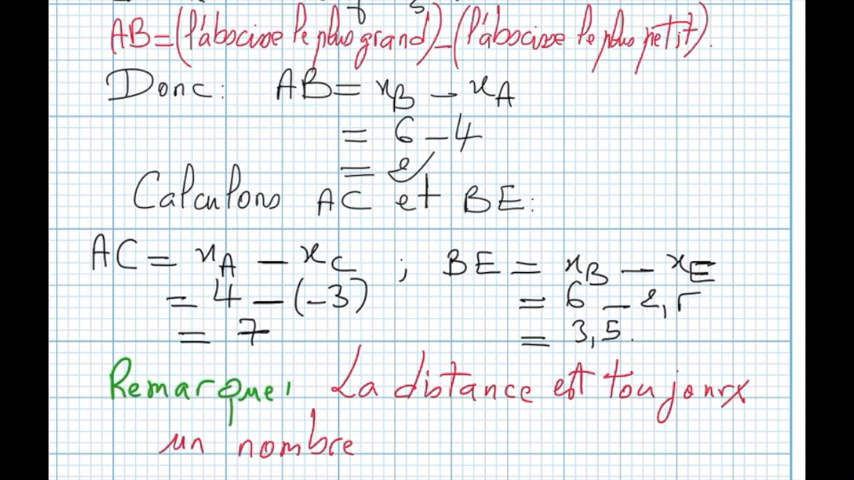 AB=(l'abscisse le plus grand)-(l'abscisse le plus petit).
Donc: AB = xB - xA
= 6 - 4
= 2
Calculons AC et BE:
AC = xA - xC ; BE = xB - xE
= 4 - (-3) = 6 - 2,5
= 7 = 3,5.
Remarque: La distance est toujours
un nombre